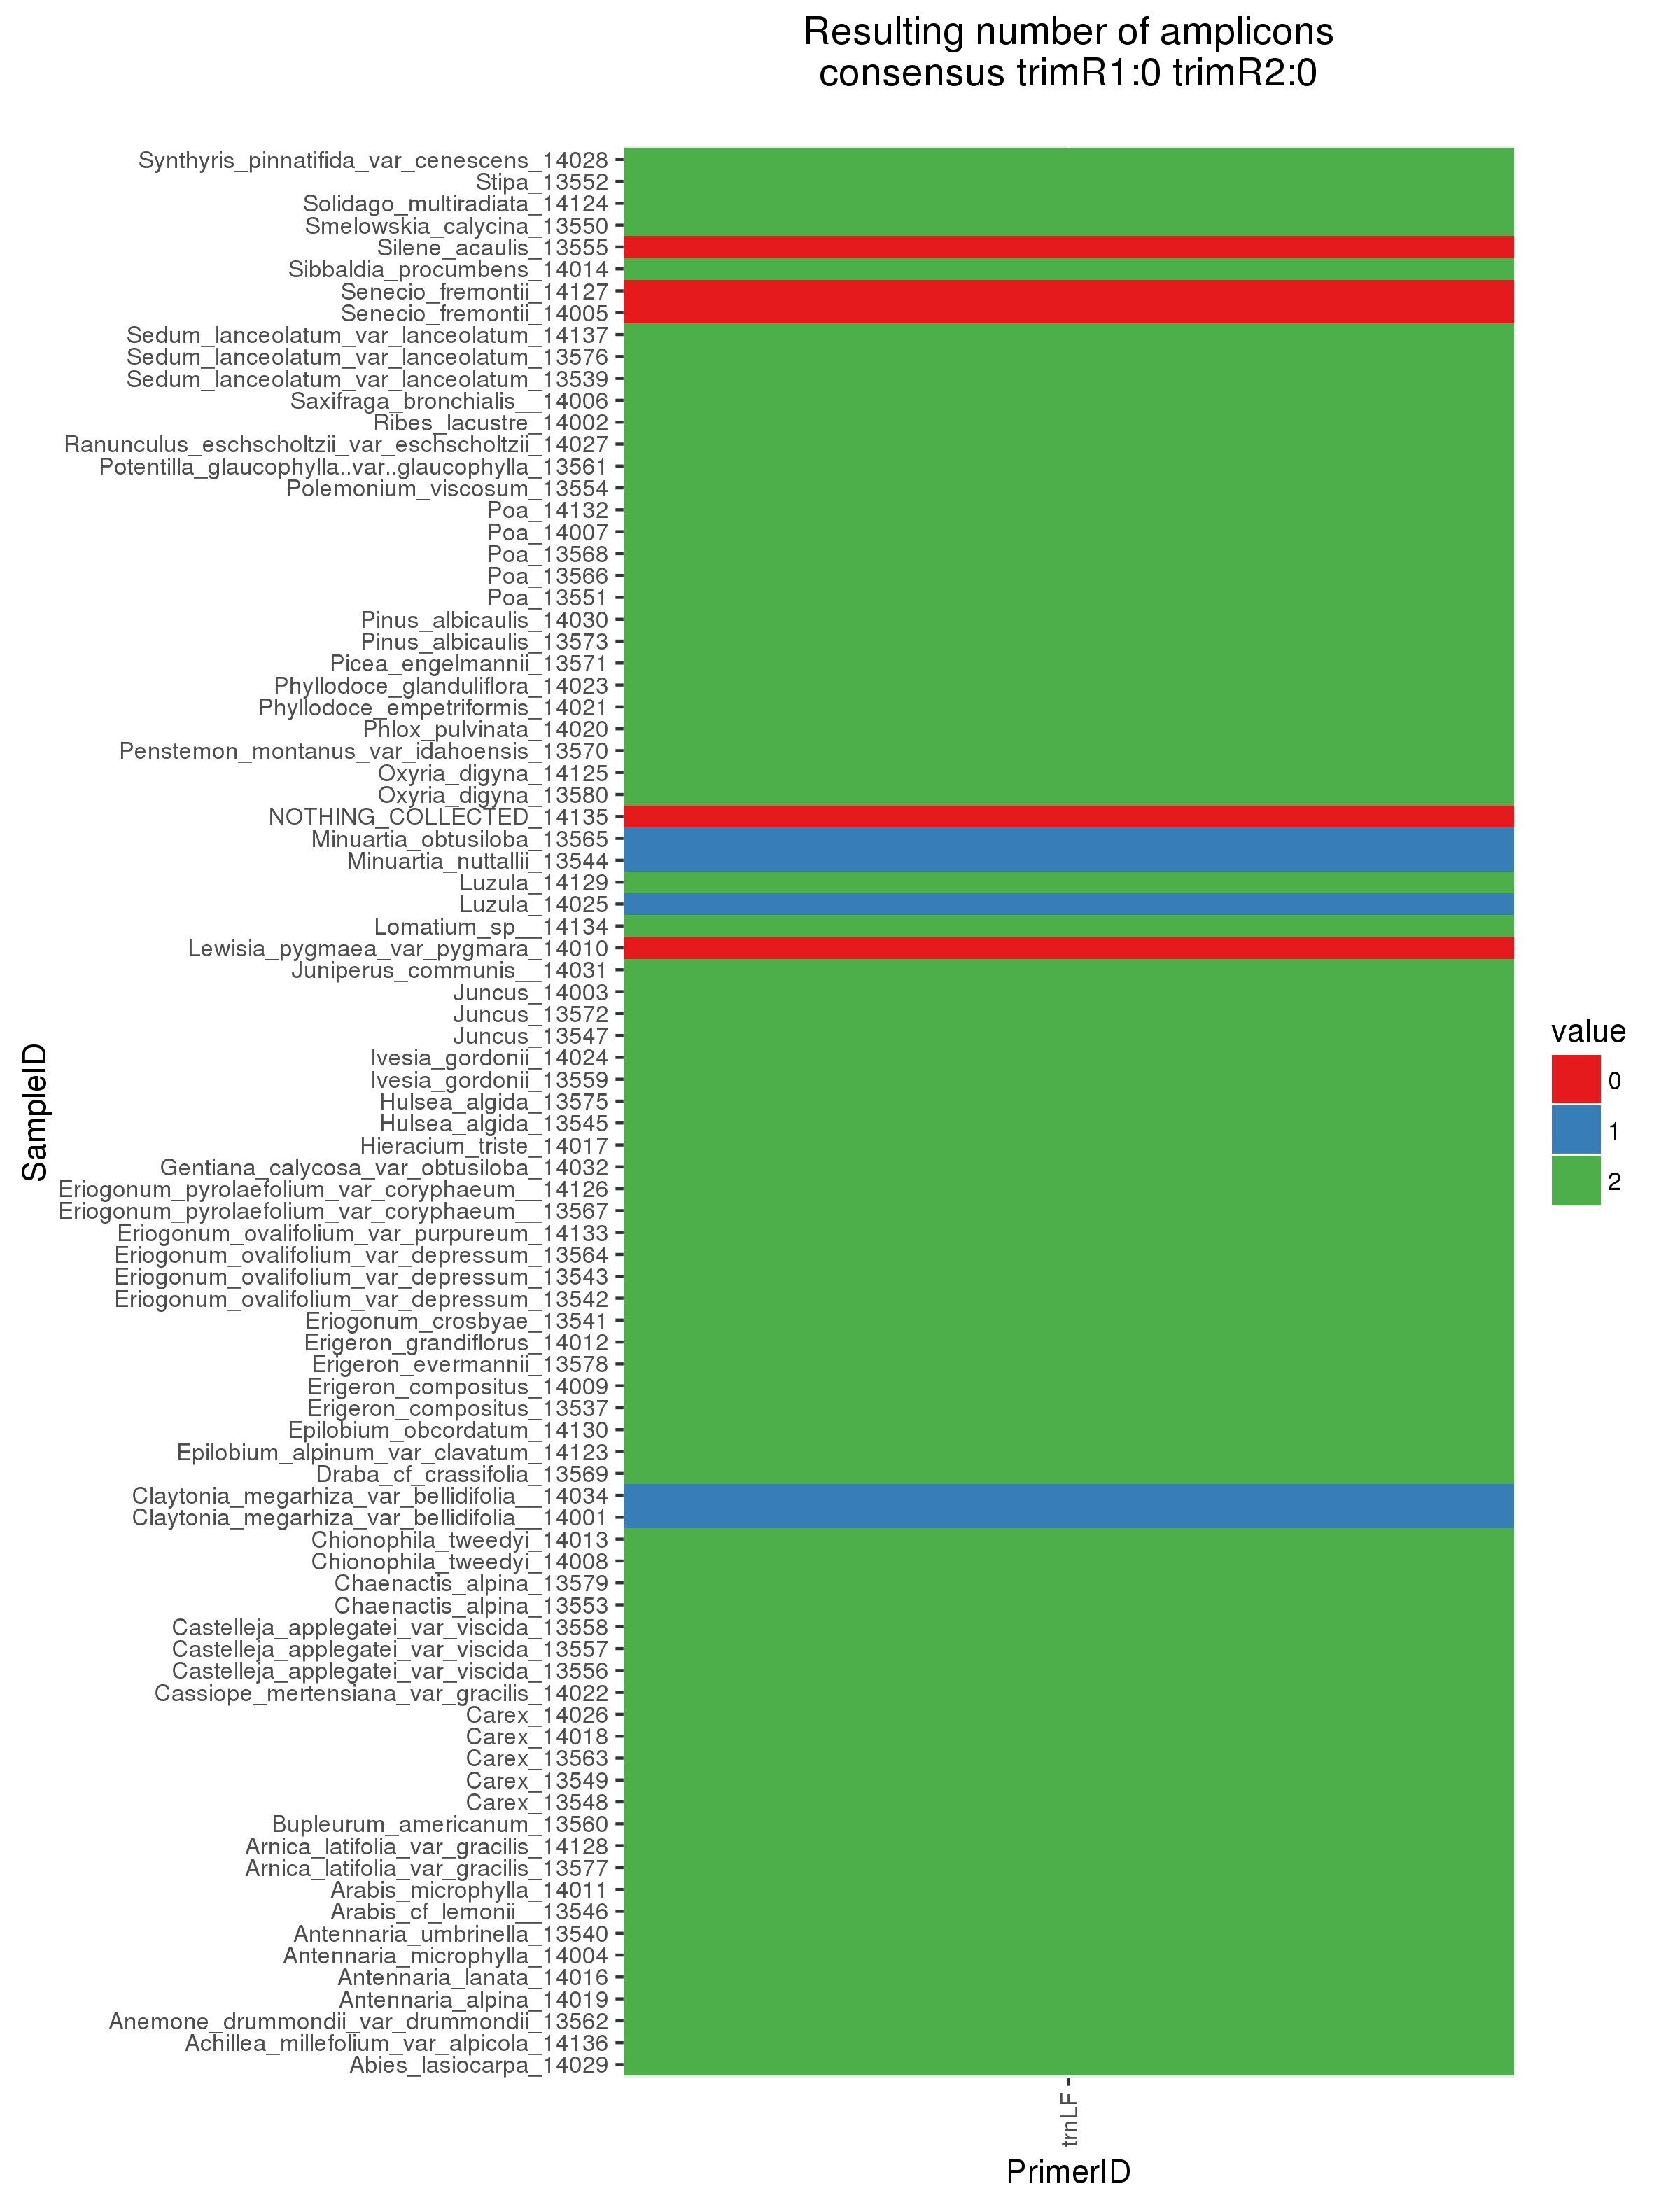 Resulting number of amplicons
consensus trimR1:0 trimR2:0
Synthyris_pinnatifida_var_cenescens_14028
Stipa_13552
Solidago_multiradiata_14124
Smelowskia_calycina_13550
Silene_acaulis_13555
Sibbaldia_procumbens_14014
Senecio_fremontii_14127
Senecio_fremontii_14005
Sedum_lanceolatum_var_lanceolatum_14137
Sedum_lanceolatum_var_lanceolatum_13576
Sedum_lanceolatum_var_lanceolatum_13539
Saxifraga_bronchialis__14006
Ribes_lacustre_14002
Ranunculus_eschscholtzii_var_eschscholtzii_14027
Potentilla_glaucophylla..var..glaucophylla_13561
Polemonium_viscosum_13554
Poa_14132
Poa_14007
Poa_13568
Poa_13566
Poa_13551
Pinus_albicaulis_14030
Pinus_albicaulis_13573
Picea_engelmannii_13571
Phyllodoce_glanduliflora_14023
Phyllodoce_empetriformis_14021
Phlox_pulvinata_14020
Penstemon_montanus_var_idahoensis_13570
Oxyria_digyna_14125
Oxyria_digyna_13580
NOTHING_COLLECTED_14135
Minuartia_obtusiloba_13565
Minuartia_nuttallii_13544
Luzula_14129
Luzula_14025
Lomatium_sp__14134
Lewisia_pygmaea_var_pygmara_14010
Juniperus_communis__14031
Juncus_14003
Juncus_13572
Juncus_13547
Ivesia_gordonii_14024
Ivesia_gordonii_13559
Hulsea_algida_13575
Hulsea_algida_13545
Hieracium_triste_14017
Gentiana_calycosa_var_obtusiloba_14032
Eriogonum_pyrolaefolium_var_coryphaeum__14126
Eriogonum_pyrolaefolium_var_coryphaeum__13567
Eriogonum_ovalifolium_var_purpureum_14133
Eriogonum_ovalifolium_var_depressum_13564
Eriogonum_ovalifolium_var_depressum_13543
Eriogonum_ovalifolium_var_depressum_13542
Eriogonum_crosbyae_13541
Erigeron_grandiflorus_14012
Erigeron_evermannii_13578
Erigeron_compositus_14009
Erigeron_compositus_13537
Epilobium_obcordatum_14130
Epilobium_alpinum_var_clavatum_14123
Draba_cf_crassifolia_13569
Claytonia_megarhiza_var_bellidifolia__14034
Claytonia_megarhiza_var_bellidifolia__14001
Chionophila_tweedyi_14013
Chionophila_tweedyi_14008
Chaenactis_alpina_13579
Chaenactis_alpina_13553
Castelleja_applegatei_var_viscida_13558
Castelleja_applegatei_var_viscida_13557
Castelleja_applegatei_var_viscida_13556
Cassiope_mertensiana_var_gracilis_14022
Carex_14026
Carex_14018
Carex_13563
Carex_13549
Carex_13548
Bupleurum_americanum_13560
Arnica_latifolia_var_gracilis_14128
Arnica_latifolia_var_gracilis_13577
Arabis_microphylla_14011
Arabis_cf_lemonii__13546
Antennaria_umbrinella_13540
Antennaria_microphylla_14004
Antennaria_lanata_14016
Antennaria_alpina_14019
Anemone_drummondii_var_drummondii_13562
Achillea_millefolium_var_alpicola_14136
Abies_lasiocarpa_14029
SampleID
trnLF
PrimerID
value
0
1
2